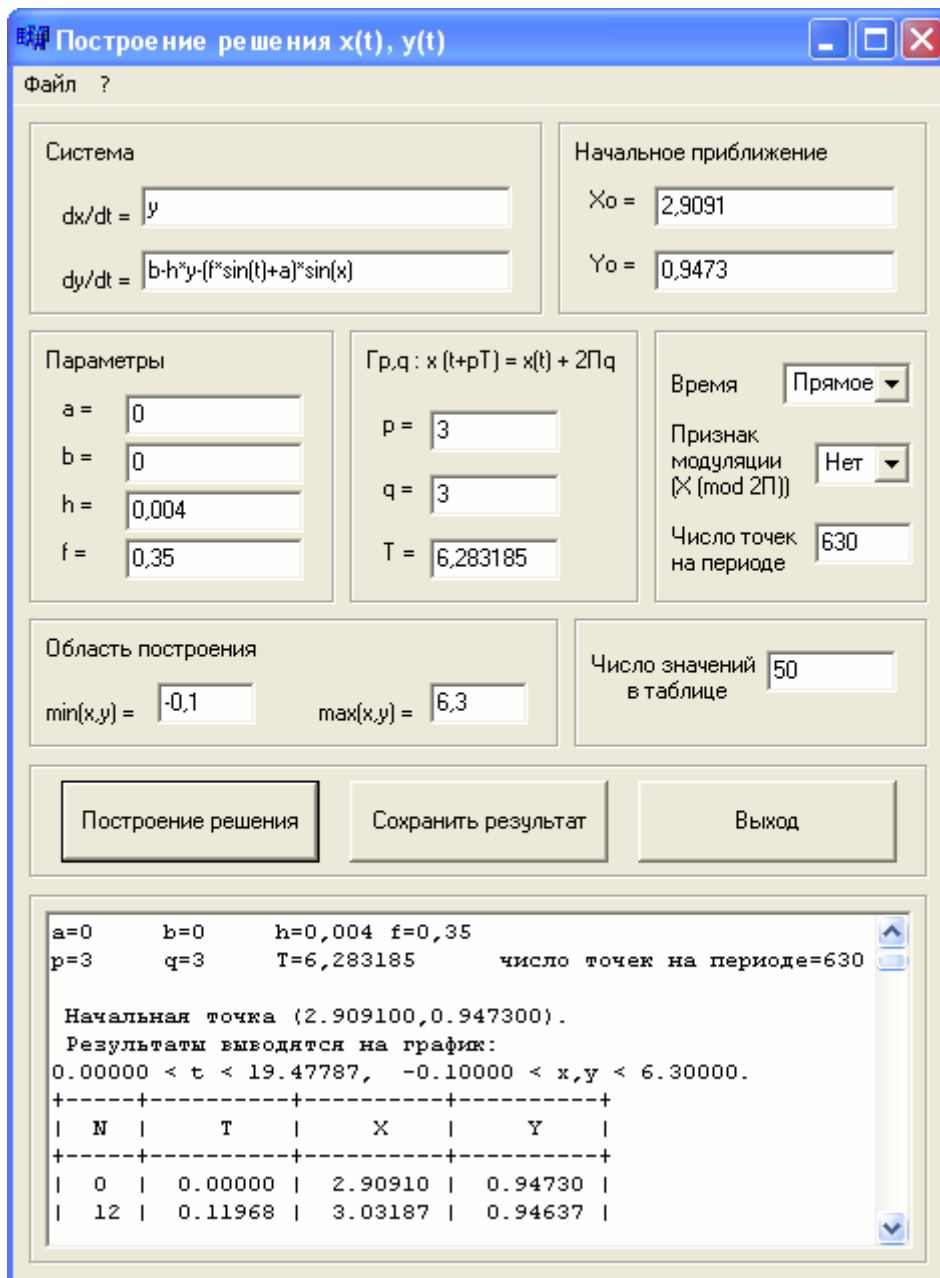 Построение решения x(t), y(t)
Файл ?
Система
dx/dt = y
dy/dt = b-h*y-(f*sin(t)+a)*sin(x)
Начальное приближение
Xo = 2,9091
Yo = 0,9473
Параметры
a = 0
b = 0
h = 0,004
f = 0,35
Гp,q : x (t+pT) = x(t) + 2Пq
p = 3
q = 3
T = 6,283185
Время Прямое
Признак
модуляции
(X (mod 2П)) Нет
Число точек
на периоде 630
Область построения
min(x,y) = -0,1 max(x,y) = 6,3
Число значений
в таблице 50
Построение решения Сохранить результат Выход
a=0 b=0 h=0,004 f=0,35
p=3 q=3 T=6,283185 число точек на периоде=630
Начальная точка (2.909100,0.947300).
Результаты выводятся на график:
0.00000 < t < 19.47787, -0.10000 < x,y < 6.30000.
+-----+----------+----------+----------+
| N | T | X | Y |
+-----+----------+----------+----------+
| 0 | 0.00000 | 2.90910 | 0.94730 |
| 12 | 0.11968 | 3.03187 | 0.94637 |